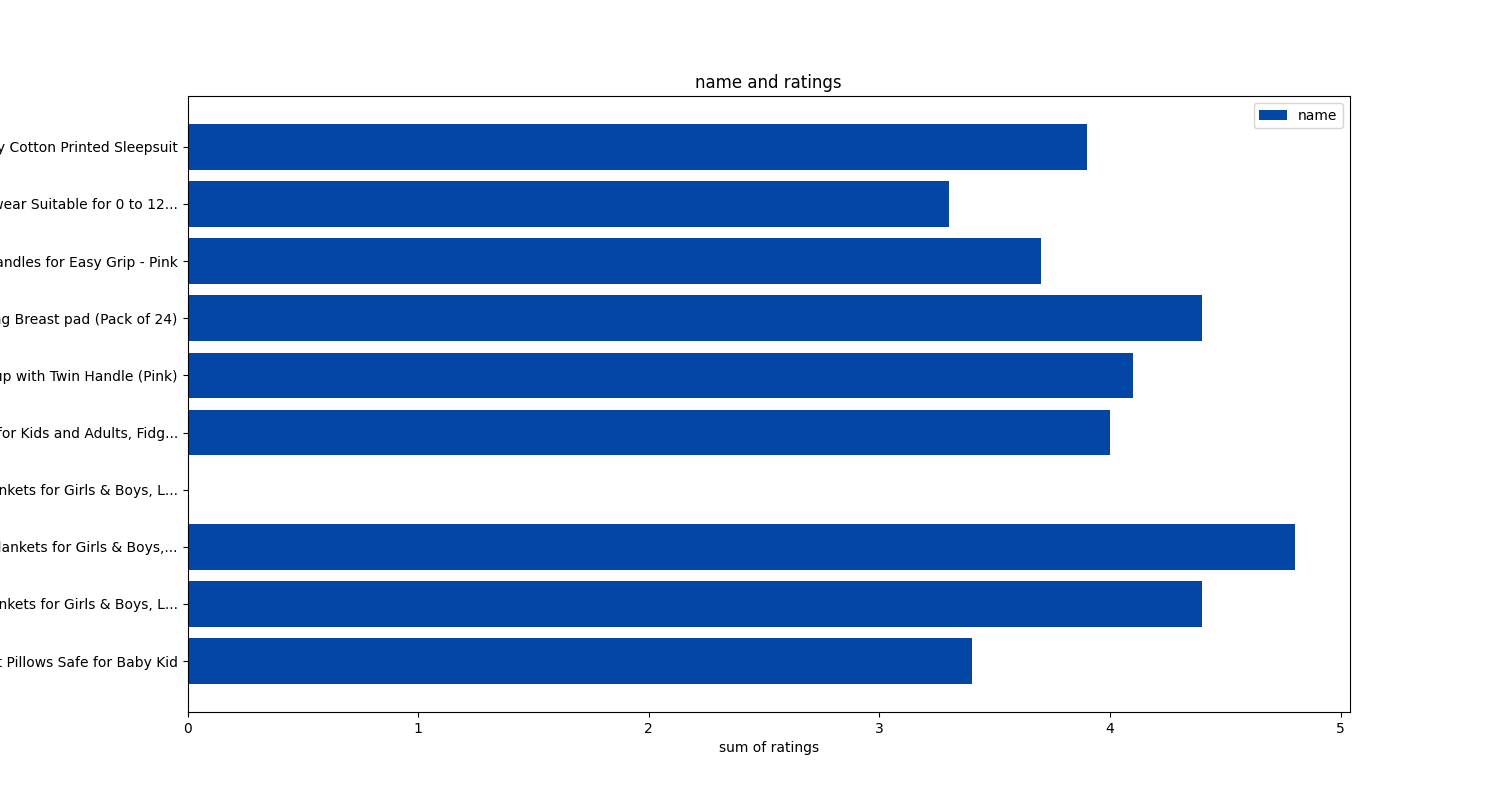 name and ratings
name
y Cotton Printed Sleepsuit
wear Suitable for 0 to 12...
andles for Easy Grip - Pink
g Breast pad (Pack of 24)
up with Twin Handle (Pink)
for Kids and Adults, Fidg...
nkets for Girls & Boys, L...
lankets for Girls & Boys,...
nkets for Girls & Boys, L...
t Pillows Safe for Baby Kid
0 1 2 3 4 5
sum of ratings